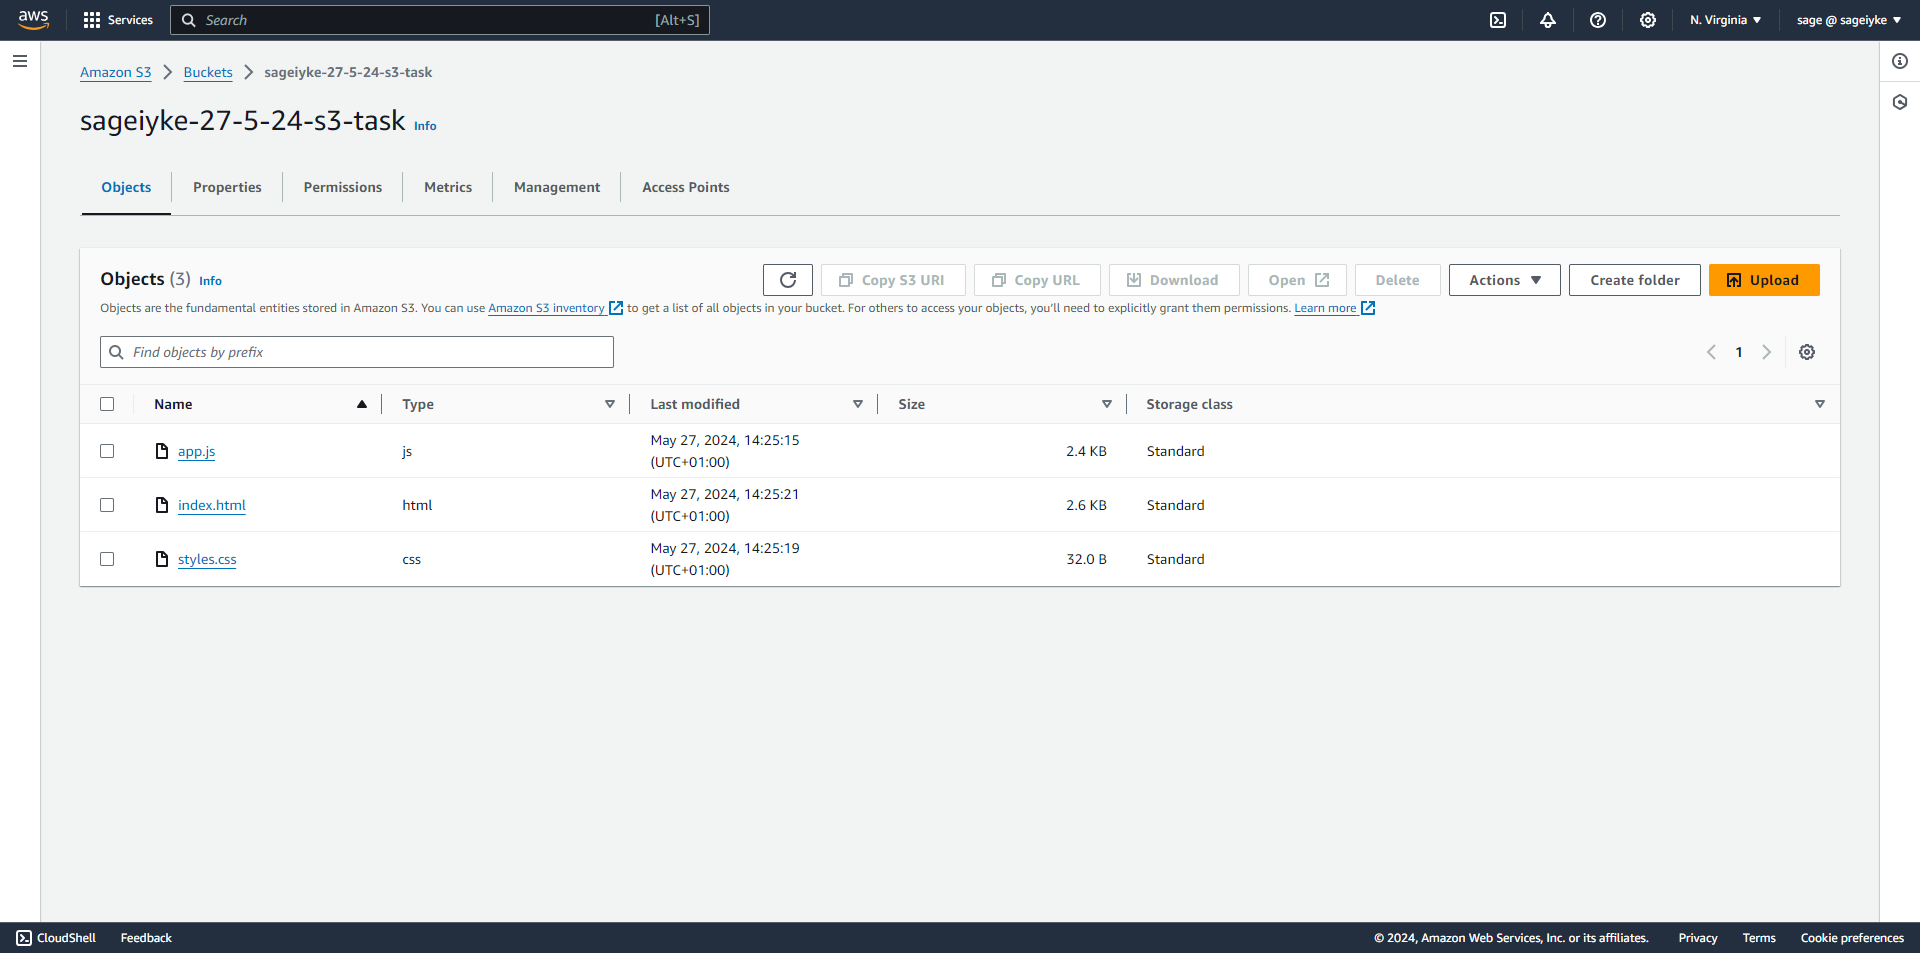 aws Services Search [Alt+S] N. Virginia sage @ sageiyke
Amazon S3 Buckets sageiyke-27-5-24-s3-task
sageiyke-27-5-24-s3-task Info
Objects Properties Permissions Metrics Management Access Points
Objects (3) Info Copy S3 URI Copy URL Download Open Delete Actions Create folder Upload
Objects are the fundamental entities stored in Amazon S3. You can use Amazon S3 inventory to get a list of all objects in your bucket. For others to access your objects, you'll need to explicitly grant them permissions. Learn more
Find objects by prefix 1
Name Type Last modified Size Storage class
app.js js May 27, 2024, 14:25:15 (UTC+01:00) 2.4 KB Standard
index.html html May 27, 2024, 14:25:21 (UTC+01:00) 2.6 KB Standard
styles.css css May 27, 2024, 14:25:19 (UTC+01:00) 32.0 B Standard
CloudShell Feedback © 2024, Amazon Web Services, Inc. or its affiliates. Privacy Terms Cookie preferences